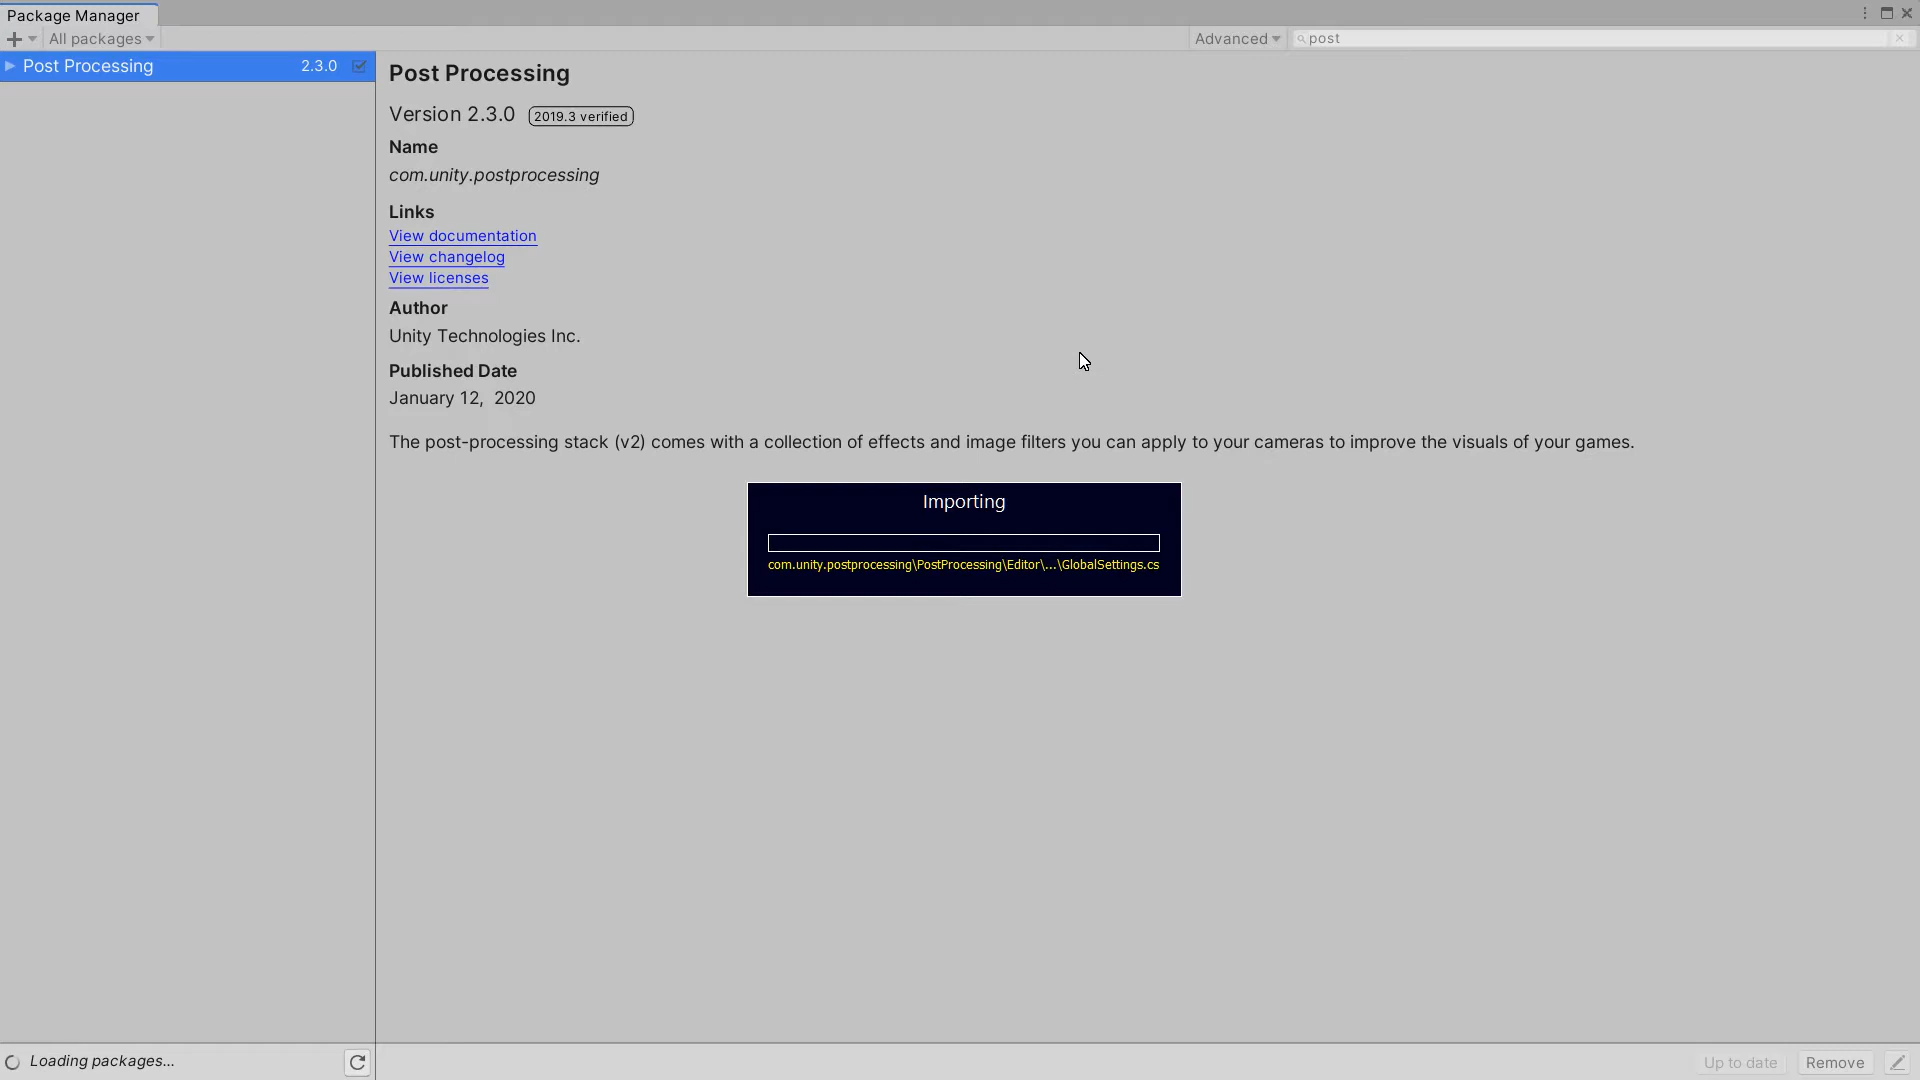 Package Manager
All packages
Advanced
post
Post Processing 2.3.0
Post Processing
Version 2.3.0 2019.3 verified
Name
com.unity.postprocessing
Links
View documentation
View changelog
View licenses
Author
Unity Technologies Inc.
Published Date
January 12, 2020
The post-processing stack (v2) comes with a collection of effects and image filters you can apply to your cameras to improve the visuals of your games.
Importing
com.unity.postprocessing\PostProcessing\Editor\...\GlobalSettings.cs
Loading packages...
Up to date
Remove